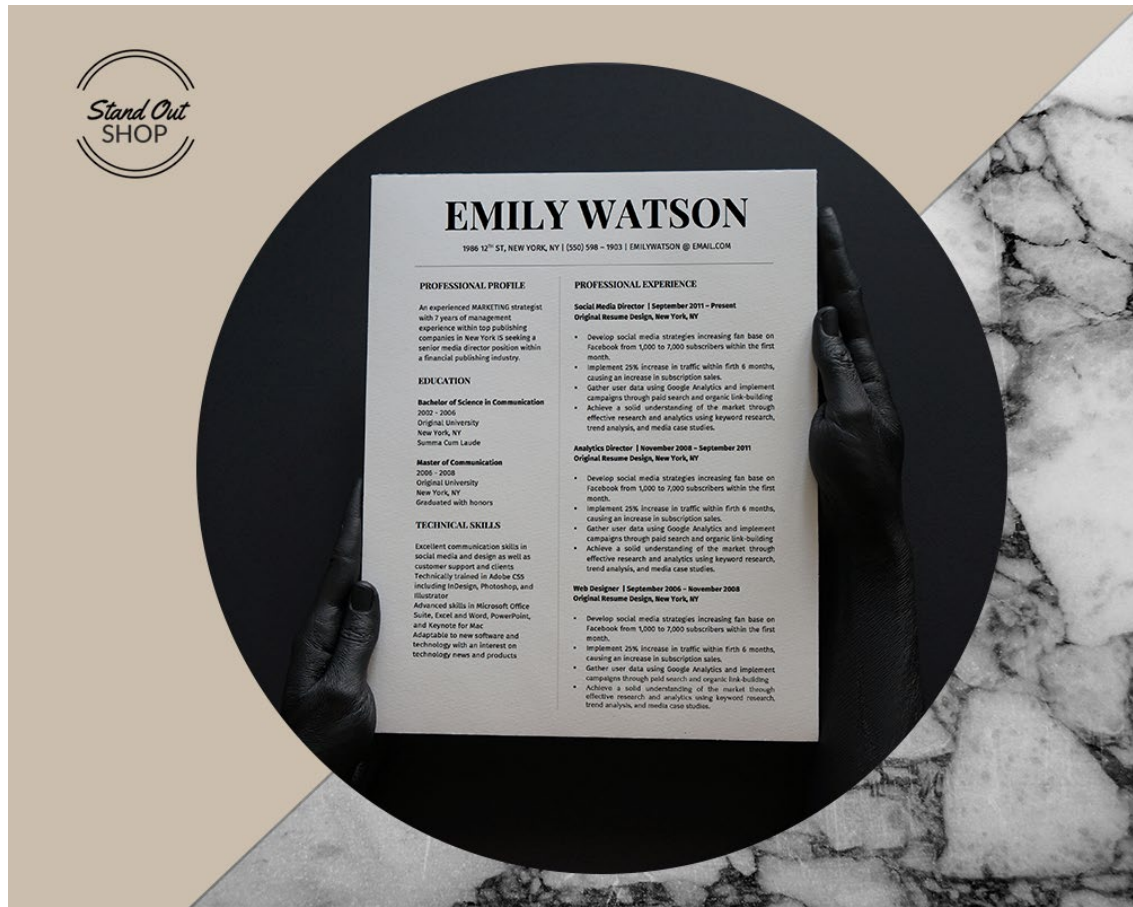 Stand Out
SHOP
EMILY WATSON
1986 12TH ST, NEW YORK, NY | (550) 598 – 1903 | EMILYWATSON @ EMAIL.COM
PROFESSIONAL PROFILE
An experienced MARKETING strategist
with 7 years of management
experience within top publishing
companies in New York IS seeking a
senior media director position within
a financial publishing industry.
EDUCATION
Bachelor of Science in Communication
2002 - 2006
Original University
New York, NY
Summa Cum Laude
Master of Communication
2006 - 2008
Original University
New York, NY
Graduated with honors
TECHNICAL SKILLS
Excellent communication skills in
social media and design as well as
customer support and clients
Technically trained in Adobe CS5
including InDesign, Photoshop, and
Illustrator
Advanced skills in Microsoft Office
Suite, Excel and Word, PowerPoint,
and Keynote for Mac
Adaptable to new software and
technology with an interest on
technology news and products
PROFESSIONAL EXPERIENCE
Social Media Director | September 2011 – Present
Original Resume Design, New York, NY
• Develop social media strategies increasing fan base on
Facebook from 1,000 to 7,000 subscribers within the first
month.
• Implement 25% increase in traffic within firth 6 months,
causing an increase in subscription sales.
• Gather user data using Google Analytics and implement
campaigns through paid search and organic link-building
• Achieve a solid understanding of the market through
effective research and analytics using keyword research,
trend analysis, and media case studies.
Analytics Director | November 2008 – September 2011
Original Resume Design, New York, NY
• Develop social media strategies increasing fan base on
Facebook from 1,000 to 7,000 subscribers within the first
month.
• Implement 25% increase in traffic within firth 6 months,
causing an increase in subscription sales.
• Gather user data using Google Analytics and implement
campaigns through paid search and organic link-building
• Achieve a solid understanding of the market through
effective research and analytics using keyword research,
trend analysis, and media case studies.
Web Designer | September 2006 – November 2008
Original Resume Design, New York, NY
• Develop social media strategies increasing fan base on
Facebook from 1,000 to 7,000 subscribers within the first
month.
• Implement 25% increase in traffic within firth 6 months,
causing an increase in subscription sales.
• Gather user data using Google Analytics and implement
campaigns through paid search and organic link-building
• Achieve a solid understanding of the market through
effective research and analytics using keyword research,
trend analysis, and media case studies.